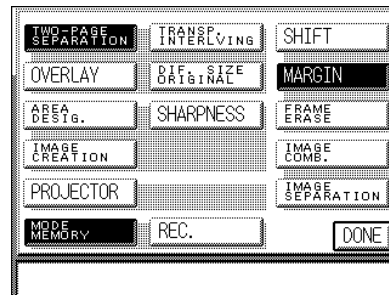 TWO-PAGE
SEPARATION
TRANSP.
INTERLVING
SHIFT
OVERLAY
DIF. SIZE
ORIGINAL
MARGIN
AREA
DESIG.
SHARPNESS
FRAME
ERASE
IMAGE
CREATION
IMAGE
COMB.
PROJECTOR
IMAGE
SEPARATION
MODE
MEMORY
REC.
DONE